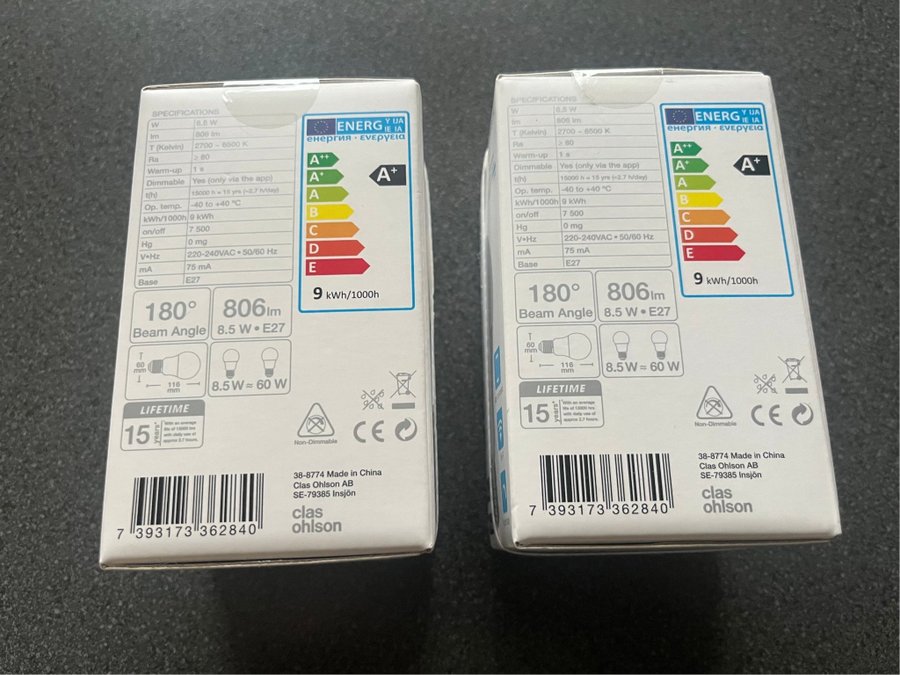 SPECIFICATIONS
W 8.5 W
lm 806 lm
T (Kelvin) 2700 ~ 6500 K
Ra ≥ 80
Warm-up 1 s
Dimmable Yes (only via the app)
t(h) 15000 h = 15 yrs (≈2.7 h/day)
Op. temp. -40 to +40 °C
kWh/1000h 9 kWh
on/off 7 500
Hg 0 mg
V•Hz 220-240VAC • 50/60 Hz
mA 75 mA
Base E27
ENERG Y IJA
IE IA
енергия · ενεργεια
A++
A+
A
B
C
D
E
A+
9 kWh/1000h
180°
Beam Angle
806lm
8.5 W • E27
60
mm
116
mm
8.5 W ≈ 60 W
LIFETIME
15 years*
*With an average
life of 15000 hrs
with daily use of
approx 2.7 hours.
Non-Dimmable
CE
38-8774 Made in China
Clas Ohlson AB
SE-79385 Insjön
clas
ohlson
7 393173 362840
SPECIFICATIONS
W 8.5 W
lm 806 lm
T (Kelvin) 2700 ~ 6500 K
Ra ≥ 80
Warm-up 1 s
Dimmable Yes (only via the app)
t(h) 15000 h = 15 yrs (≈2.7 h/day)
Op. temp. -40 to +40 °C
kWh/1000h 9 kWh
on/off 7 500
Hg 0 mg
V•Hz 220-240VAC • 50/60 Hz
mA 75 mA
Base E27
ENERG Y IJA
IE IA
енергия · ενεργεια
A++
A+
A
B
C
D
E
A+
9 kWh/1000h
180°
Beam Angle
806lm
8.5 W • E27
60
mm
116
mm
8.5 W ≈ 60 W
LIFETIME
15 years*
*With an average
life of 15000 hrs
with daily use of
approx 2.7 hours.
Non-Dimmable
CE
38-8774 Made in China
Clas Ohlson AB
SE-79385 Insjön
clas
ohlson
7 393173 362840